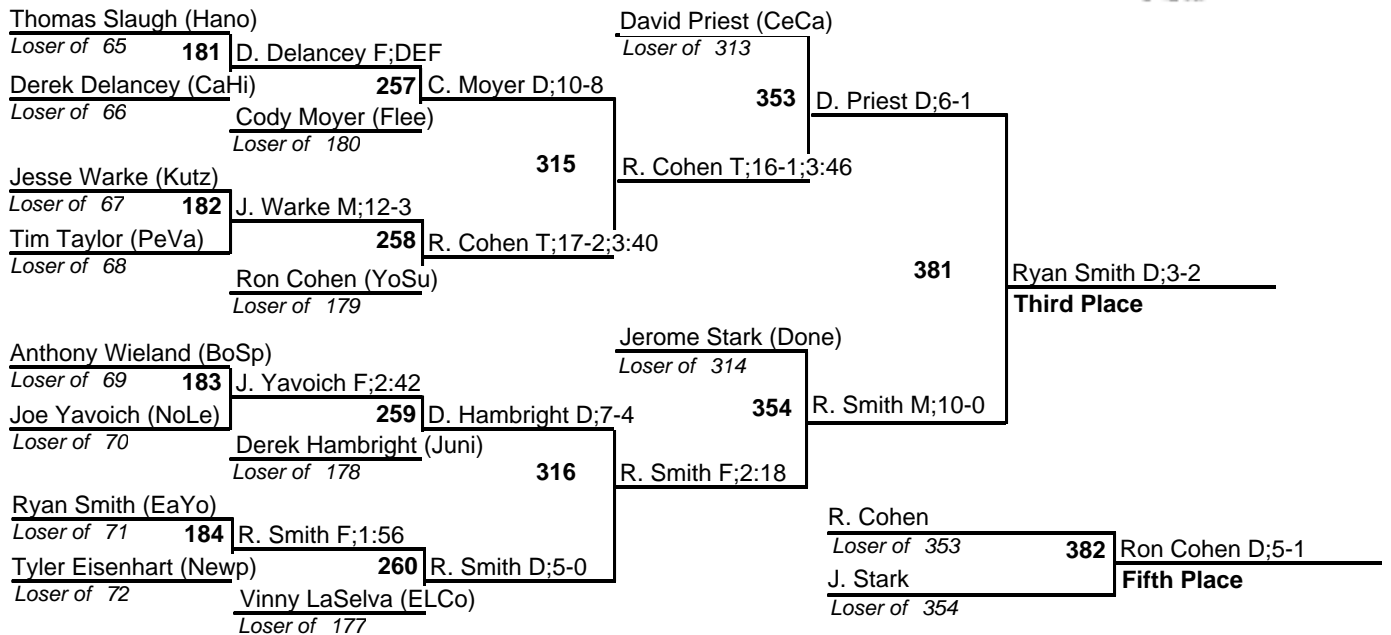 Thomas Slaugh (Hano)
Loser of 65
181
D. Delancey F;DEF
Derek Delancey (CaHi)
Loser of 66
257
C. Moyer D;10-8
Cody Moyer (Flee)
Loser of 180
315
Jesse Warke (Kutz)
Loser of 67
182
J. Warke M;12-3
Tim Taylor (PeVa)
Loser of 68
258
R. Cohen T;17-2;3:40
Ron Cohen (YoSu)
Loser of 179
David Priest (CeCa)
Loser of 313
353
D. Priest D;6-1
R. Cohen T;16-1;3:46
381
Ryan Smith D;3-2
Third Place
Anthony Wieland (BoSp)
Loser of 69
183
J. Yavoich F;2:42
Joe Yavoich (NoLe)
Loser of 70
259
D. Hambright D;7-4
Derek Hambright (Juni)
Loser of 178
316
Ryan Smith (EaYo)
Loser of 71
184
R. Smith F;1:56
Tyler Eisenhart (Newp)
Loser of 72
260
R. Smith D;5-0
Vinny LaSelva (ELCo)
Loser of 177
Jerome Stark (Done)
Loser of 314
354
R. Smith M;10-0
R. Smith F;2:18
R. Cohen
Loser of 353
382
Ron Cohen D;5-1
J. Stark
Fifth Place
Loser of 354